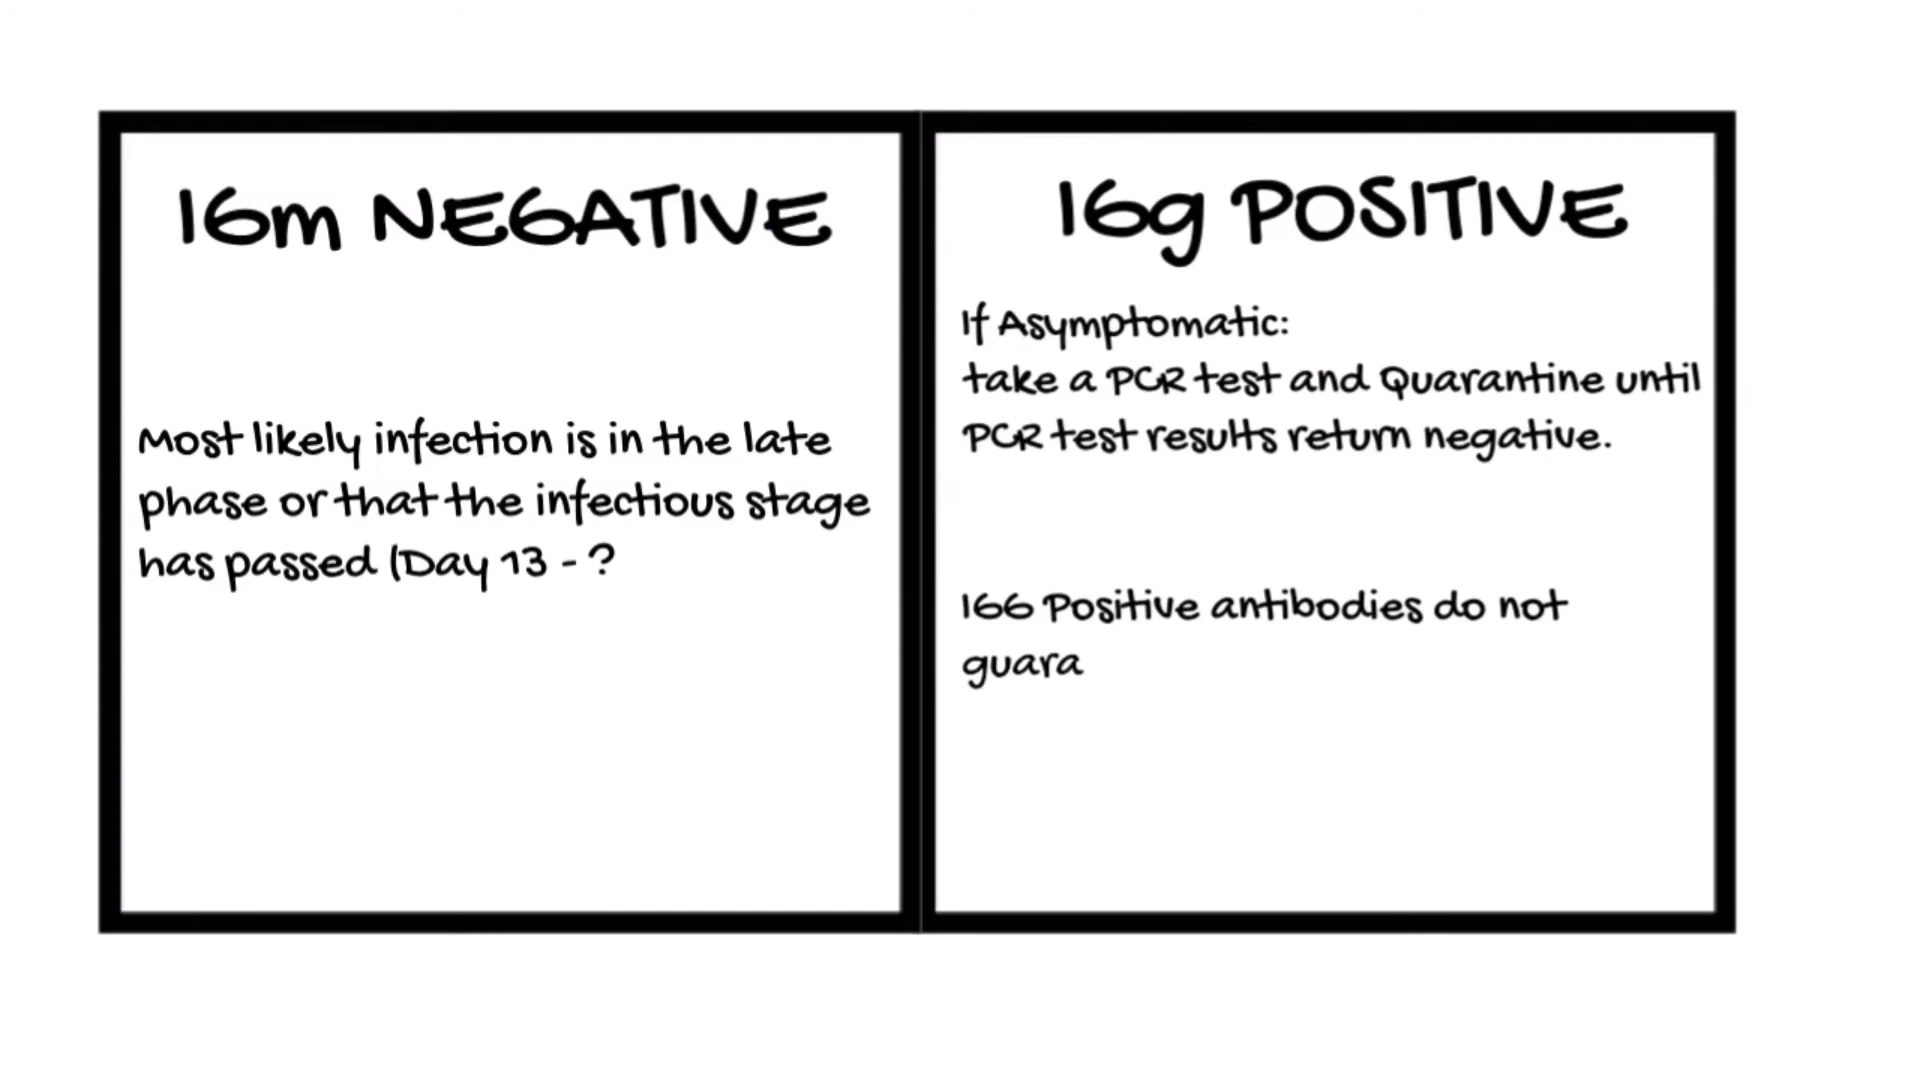 IGm NEGATIVE
Most likely infection is in the late
phase or that the infectious stage
has passed (Day 13 - ?
IGg POSITIVE
If Asymptomatic:
take a PCR test and Quarantine until
PCR test results return negative.
IGG Positive antibodies do not
guara